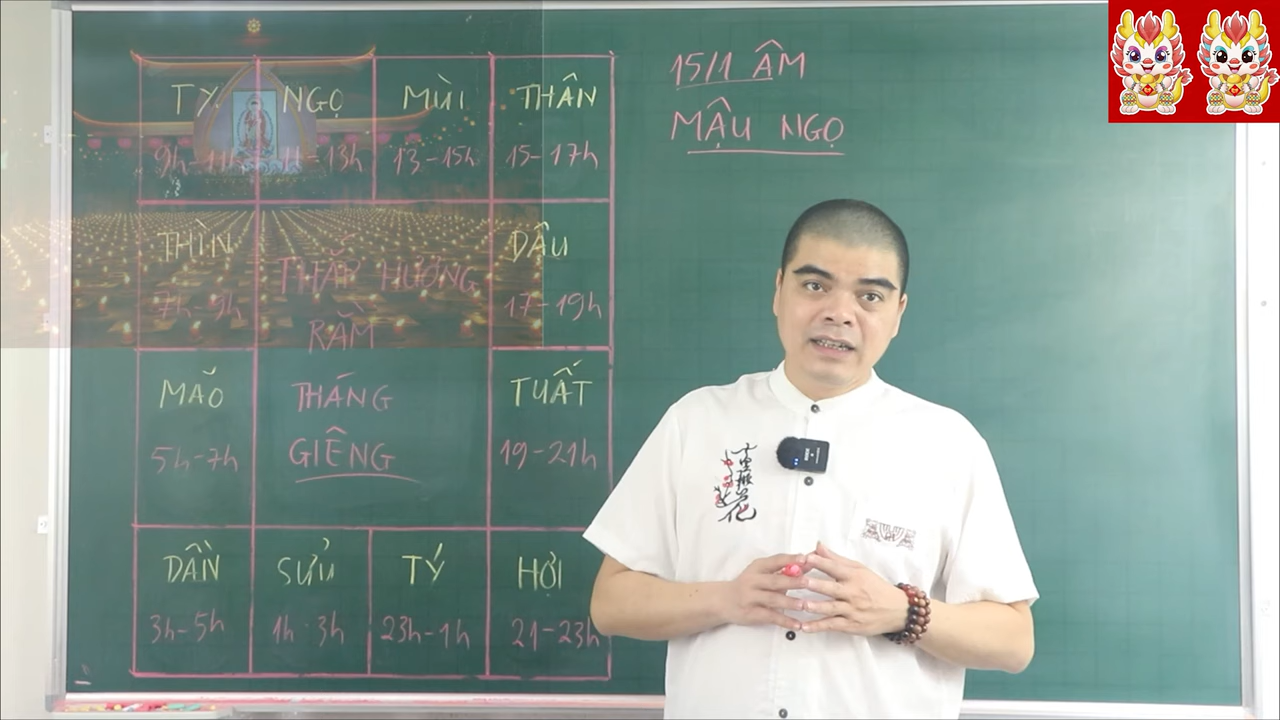 TỴ NGỌ MÙI THÂN
9h-11h 11-13h 13-15h 15-17h
THÌN DẬU
7h-9h 17-19h
THẮP HƯƠNG
RẰM
THÁNG
GIÊNG
MÃO TUẤT
5h-7h 19-21h
DẦN SỬU TÝ HỢI
3h-5h 1h-3h 23h-1h 21-23h
15/1 ÂM
MẬU NGỌ